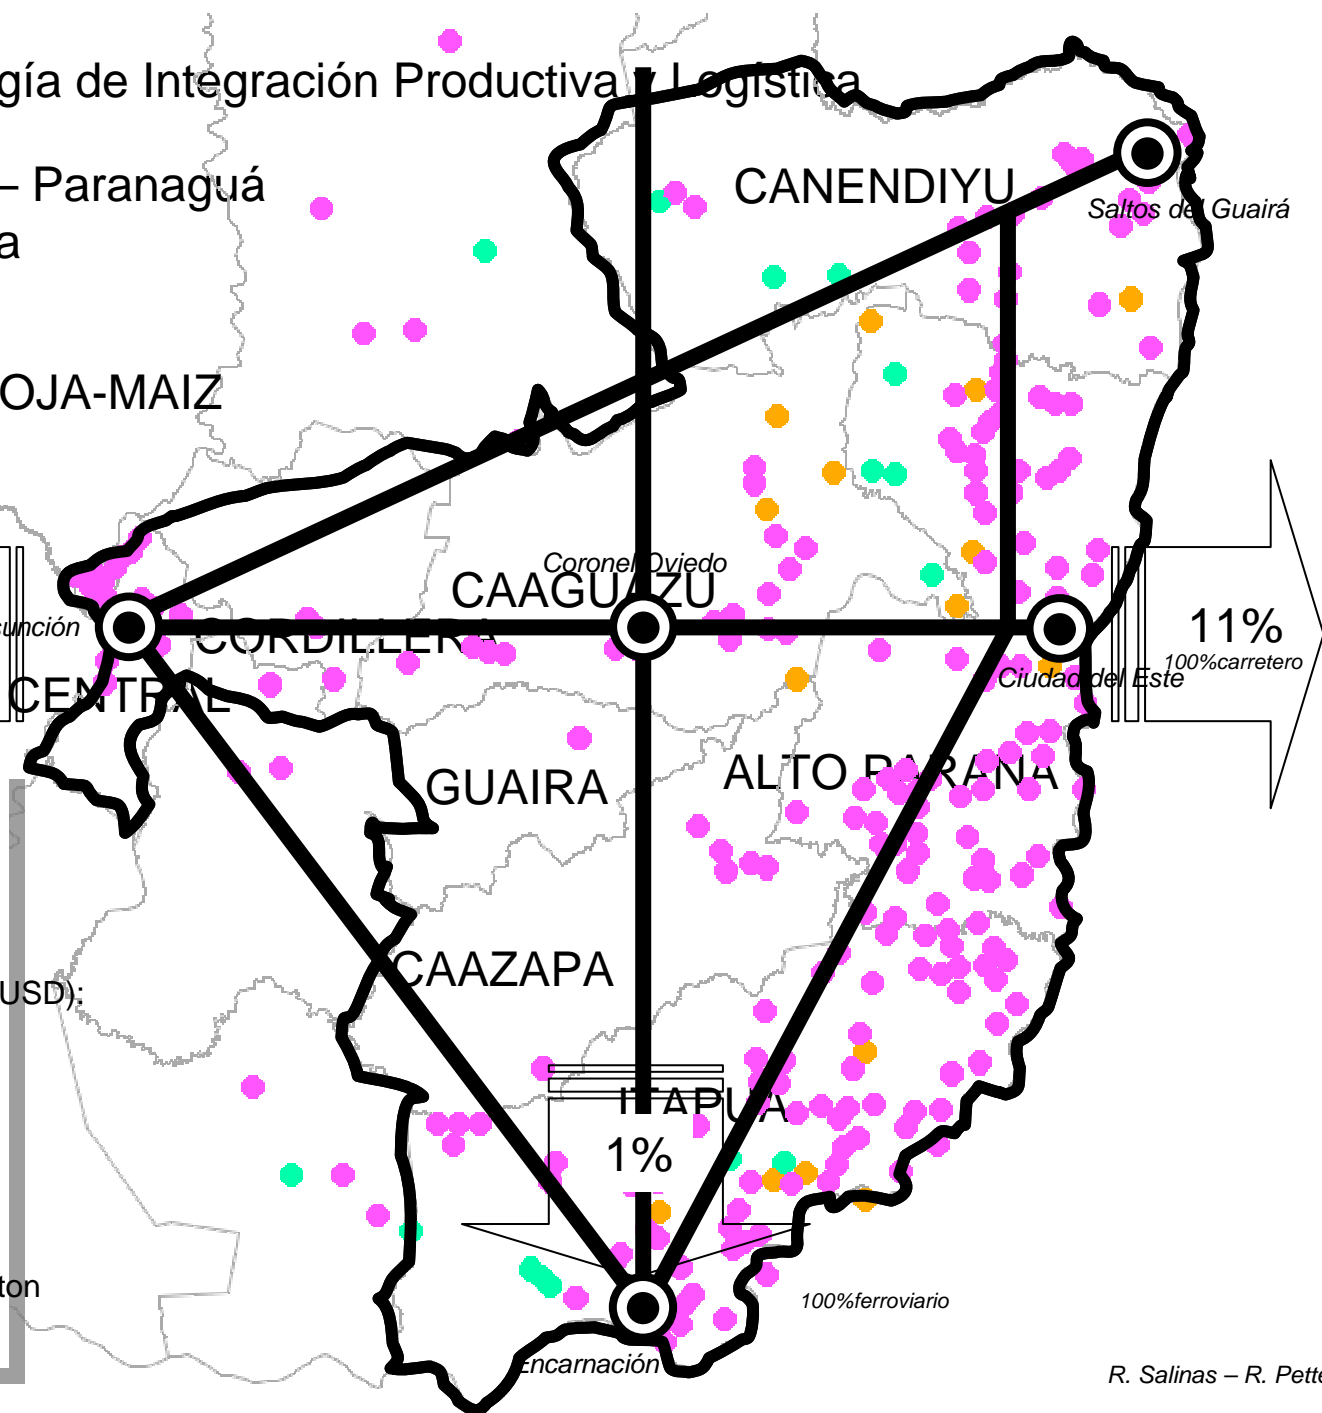 gía de Integración Productiva y Logística
– Paranaguá
a
CANENDIYU
Saltos del Guairá
OJA-MAIZ
Coronel Oviedo
CAAGUAZU
sunción
CORDILLERA
11%
100%carretero
CENTRAL
Ciudad del Este
GUAIRA
ALTO PARANA
CAAZAPA
USD):
ITAPUA
1%
ton
100%ferroviario
Encarnación
R. Salinas – R. Pette